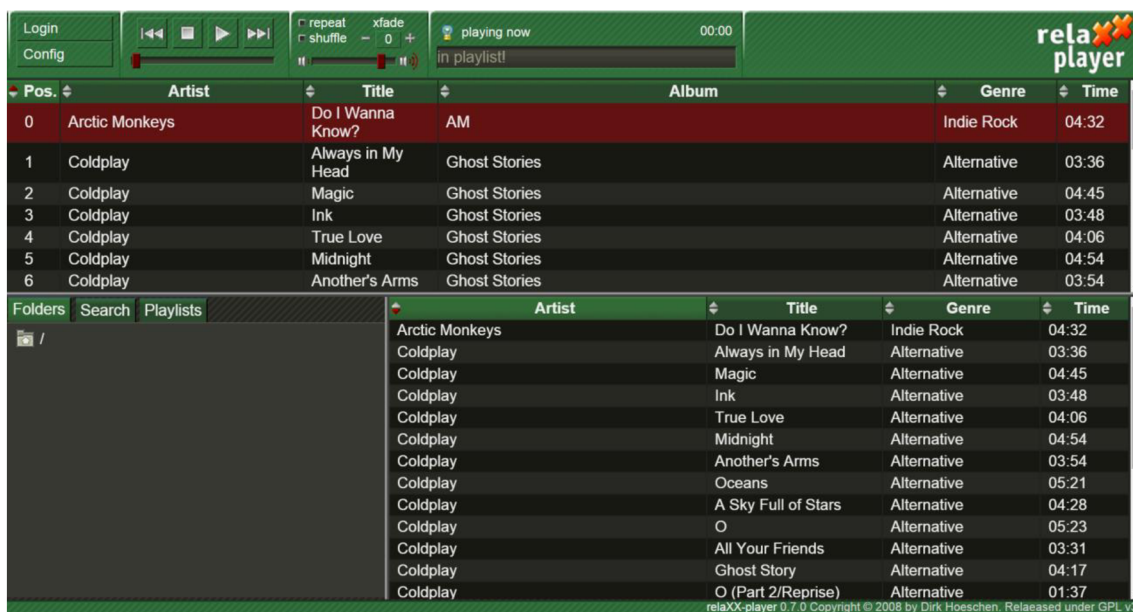 Login
Config
repeat xfade
shuffle − 0 +
playing now 00:00
in playlist!
relaxx
player
Pos. Artist Title Album Genre Time
0 Arctic Monkeys Do I Wanna Know? AM Indie Rock 04:32
1 Coldplay Always in My Head Ghost Stories Alternative 03:36
2 Coldplay Magic Ghost Stories Alternative 04:45
3 Coldplay Ink Ghost Stories Alternative 03:48
4 Coldplay True Love Ghost Stories Alternative 04:06
5 Coldplay Midnight Ghost Stories Alternative 04:54
6 Coldplay Another's Arms Ghost Stories Alternative 03:54
Folders Search Playlists
/
Artist Title Genre Time
Arctic Monkeys Do I Wanna Know? Indie Rock 04:32
Coldplay Always in My Head Alternative 03:36
Coldplay Magic Alternative 04:45
Coldplay Ink Alternative 03:48
Coldplay True Love Alternative 04:06
Coldplay Midnight Alternative 04:54
Coldplay Another's Arms Alternative 03:54
Coldplay Oceans Alternative 05:21
Coldplay A Sky Full of Stars Alternative 04:28
Coldplay O Alternative 05:23
Coldplay All Your Friends Alternative 03:31
Coldplay Ghost Story Alternative 04:17
Coldplay O (Part 2/Reprise) Alternative 01:37
relaXX-player 0.7.0 Copyright © 2008 by Dirk Hoeschen. Relaeased under GPL